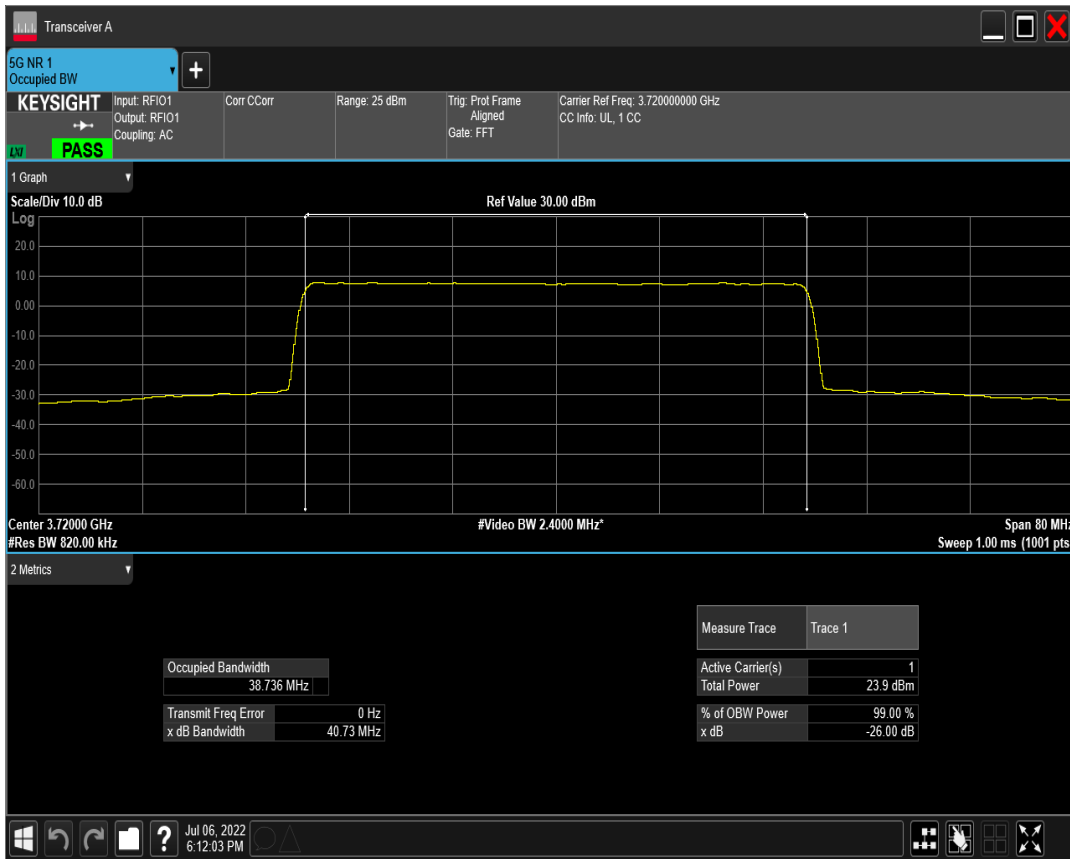 Transceiver A
5G NR 1
Occupied BW
KEYSIGHT
LXI
PASS
Input: RFIO1
Output: RFIO1
Coupling: AC
Corr CCorr
Range: 25 dBm
Trig: Prot Frame
Aligned
Gate: FFT
Carrier Ref Freq: 3.720000000 GHz
CC Info: UL, 1 CC
1 Graph
Scale/Div 10.0 dB
Ref Value 30.00 dBm
Log
20.0
10.0
0.00
-10.0
-20.0
-30.0
-40.0
-50.0
-60.0
Center 3.72000 GHz
#Video BW 2.4000 MHz*
Span 80 MHz
#Res BW 820.00 kHz
Sweep 1.00 ms (1001 pts
2 Metrics
Measure Trace Trace 1
Occupied Bandwidth
38.736 MHz
Active Carrier(s) 1
Total Power 23.9 dBm
Transmit Freq Error 0 Hz
x dB Bandwidth 40.73 MHz
% of OBW Power 99.00 %
x dB -26.00 dB
?
Jul 06, 2022
6:12:03 PM